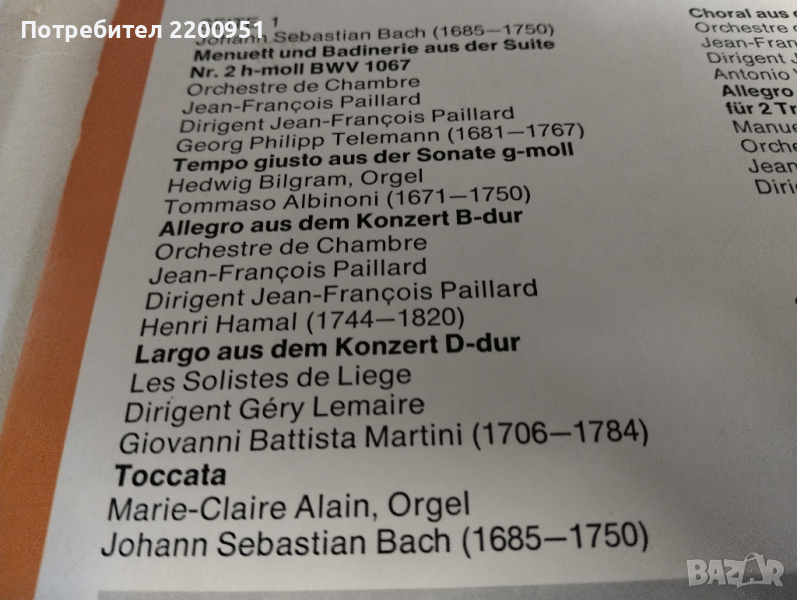 Потребител 2200951
1
Johann Sebastian Bach (1685—1750)
Menuett und Badinerie aus der Suite
Nr. 2 h-moll BWV 1067
Orchestre de Chambre
Jean-François Paillard
Dirigent Jean-François Paillard
Georg Philipp Telemann (1681—1767)
Tempo giusto aus der Sonate g-moll
Hedwig Bilgram, Orgel
Tommaso Albinoni (1671—1750)
Allegro aus dem Konzert B-dur
Orchestre de Chambre
Jean-François Paillard
Dirigent Jean-François Paillard
Henri Hamal (1744—1820)
Largo aus dem Konzert D-dur
Les Solistes de Liege
Dirigent Géry Lemaire
Giovanni Battista Martini (1706—1784)
Toccata
Marie-Claire Alain, Orgel
Johann Sebastian Bach (1685—1750)
Choral aus
Orchestre
Jean-Fran
Dirigent J
Antonio
Allegro
für 2 Tr
Manue
Orche
Jean
Diri
BAZAR